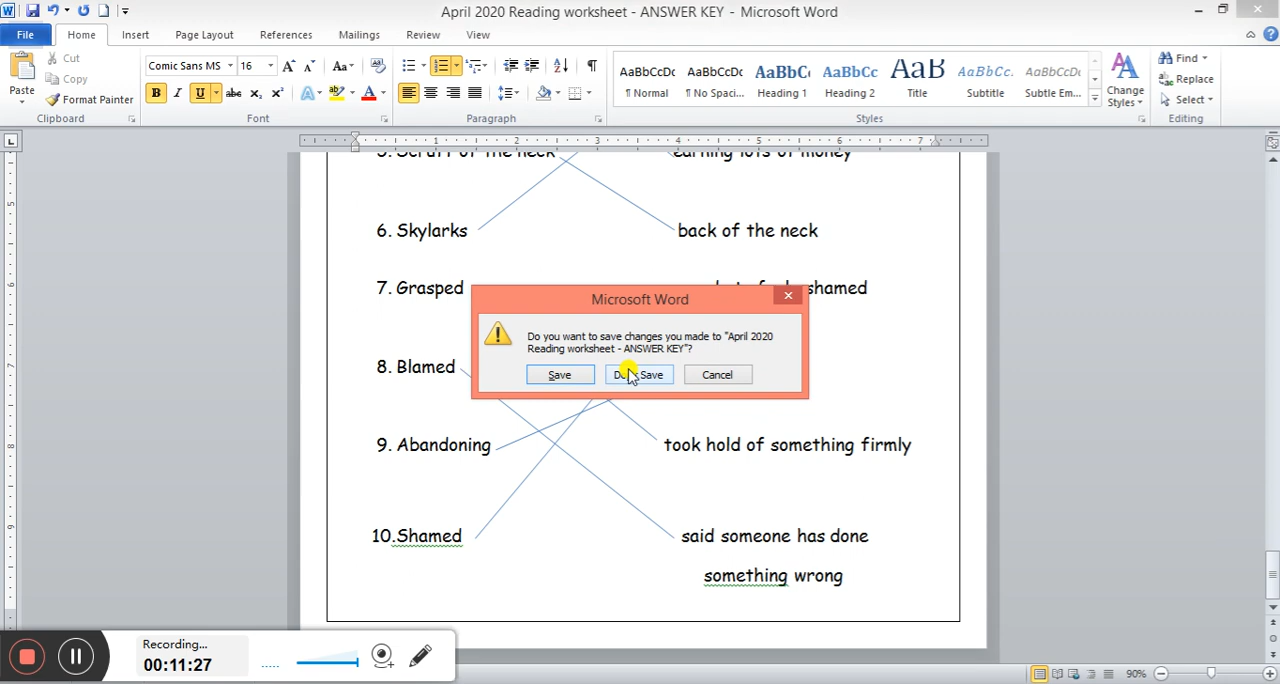 April 2020 Reading worksheet - ANSWER KEY - Microsoft Word
File Home Insert Page Layout References Mailings Review View
Paste
Cut
Copy
Format Painter
Clipboard
Comic Sans MS 16
Font
Paragraph
AaBbCcDc AaBbCcDc AaBbCc AaBbCc AaB AaBbCc. AaBbCcDc
¶ Normal ¶ No Spaci... Heading 1 Heading 2 Title Subtitle Subtle Em...
Change Styles
Styles
Find
Replace
Select
Editing
5. Scruff of the neck earning lots of money
6. Skylarks back of the neck
7. Grasped shamed
8. Blamed
9. Abandoning took hold of something firmly
10.Shamed said someone has done
something wrong
Microsoft Word
Do you want to save changes you made to "April 2020
Reading worksheet - ANSWER KEY"?
Save Save Cancel
Recording...
00:11:27
90%